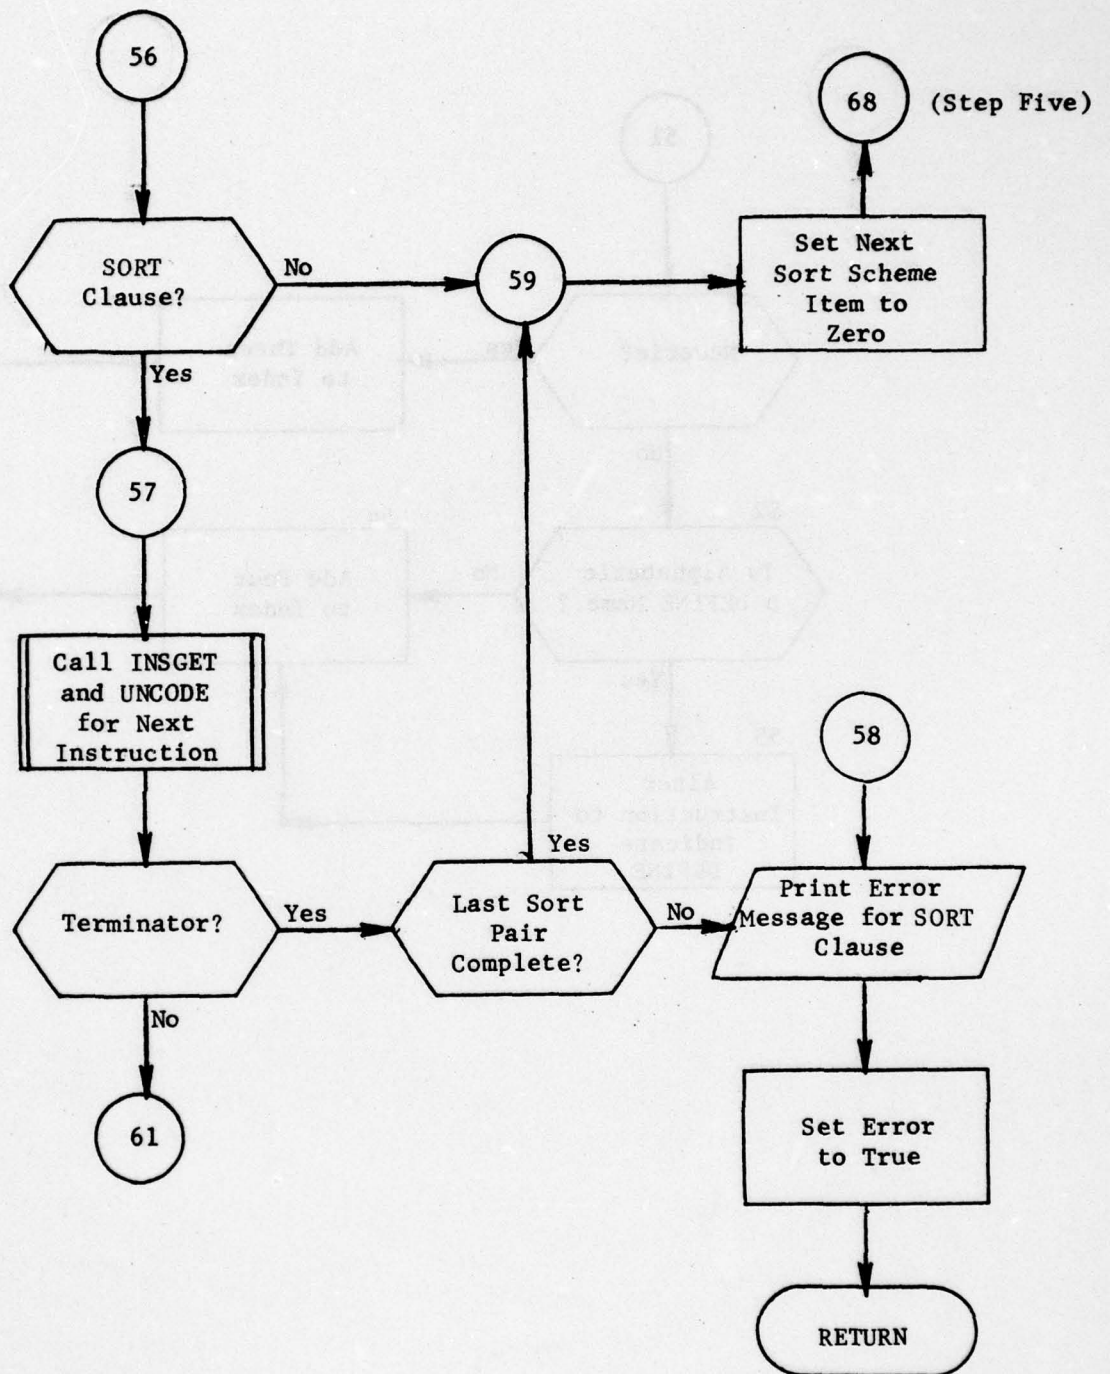 56
68 (Step Five)
SORT
Clause?
No
59
Set Next
Sort Scheme
Item to
Zero
Yes
57
Call INSGET
and UNCODE
for Next
Instruction
58
Terminator?
Yes
Last Sort
Pair
Complete?
Yes
No
Print Error
Message for SORT
Clause
No
61
Set Error
to True
RETURN